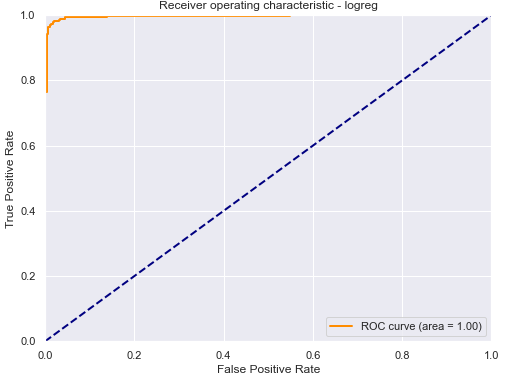 Receiver operating characteristic - logreg
1.0
0.8
0.6
0.4
0.2
0.0
True Positive Rate
0.0 0.2 0.4 0.6 0.8 1.0
False Positive Rate
ROC curve (area = 1.00)